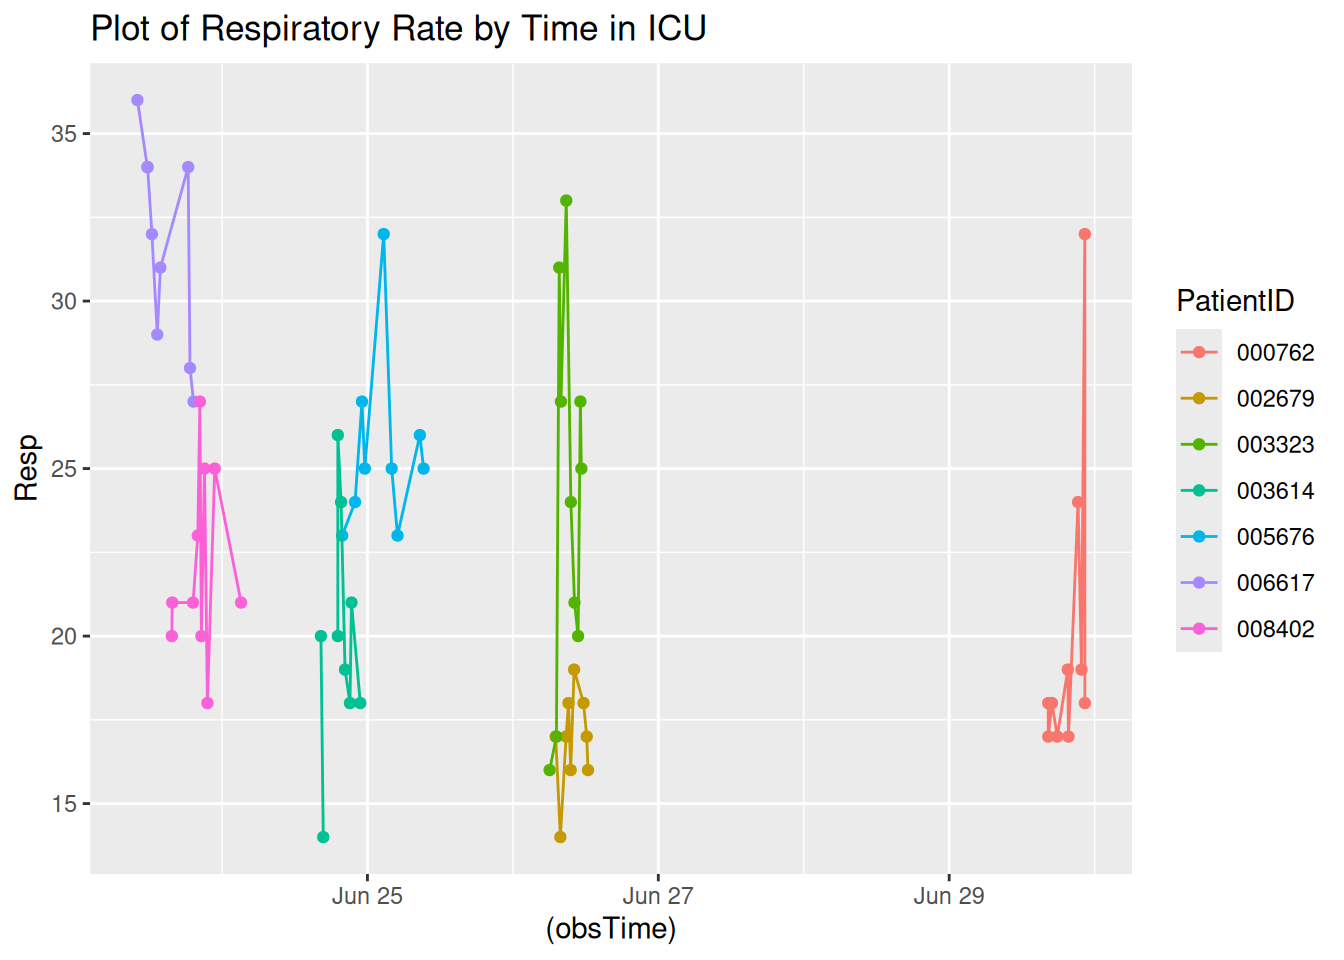 Plot of Respiratory Rate by Time in ICU
35
30
25
20
15
Resp
Jun 25
Jun 27
Jun 29
(obsTime)
PatientID
000762
002679
003323
003614
005676
006617
008402